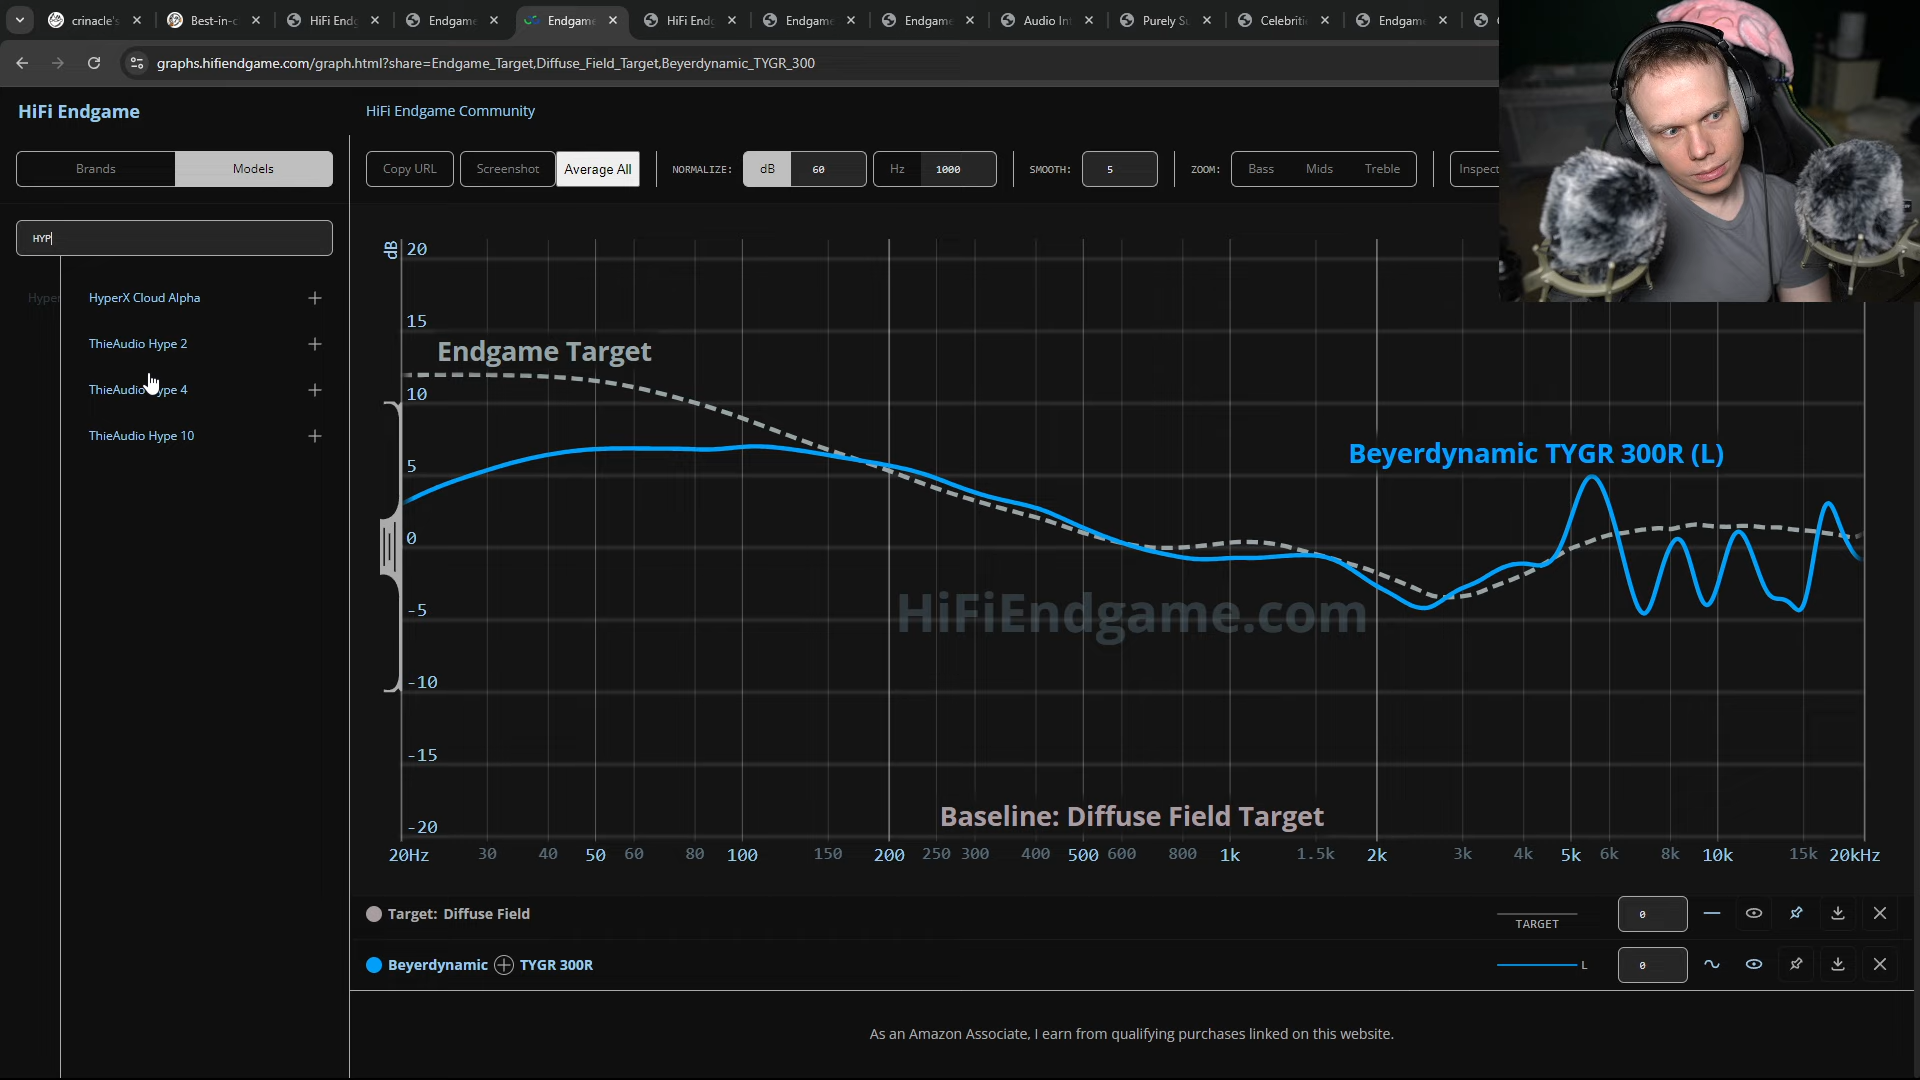 crinacle's
Best-in-c
HiFi Endg
Endgame
Endgame
HiFi Endg
Endgame
Endgame
Audio Int
Purely Su
Celebriti
Endgame
graphs.hifiendgame.com/graph.html?share=Endgame_Target,Diffuse_Field_Target,Beyerdynamic_TYGR_300
HiFi Endgame
HiFi Endgame Community
Brands
Models
Copy URL
Screenshot
Average All
NORMALIZE:
dB
60
Hz
1000
SMOOTH:
5
ZOOM:
Bass
Mids
Treble
Inspect
HYP
Hyper
HyperX Cloud Alpha
ThieAudio Hype 2
ThieAudio Hype 4
ThieAudio Hype 10
dB
20
15
10
5
0
-5
-10
-15
-20
Endgame Target
Beyerdynamic TYGR 300R (L)
HiFiEndgame.com
Baseline: Diffuse Field Target
20Hz 30 40 50 60 80 100 150 200 250 300 400 500 600 800 1k 1.5k 2k 3k 4k 5k 6k 8k 10k 15k 20kHz
Target: Diffuse Field
TARGET
0
Beyerdynamic TYGR 300R
L
0
As an Amazon Associate, I earn from qualifying purchases linked on this website.